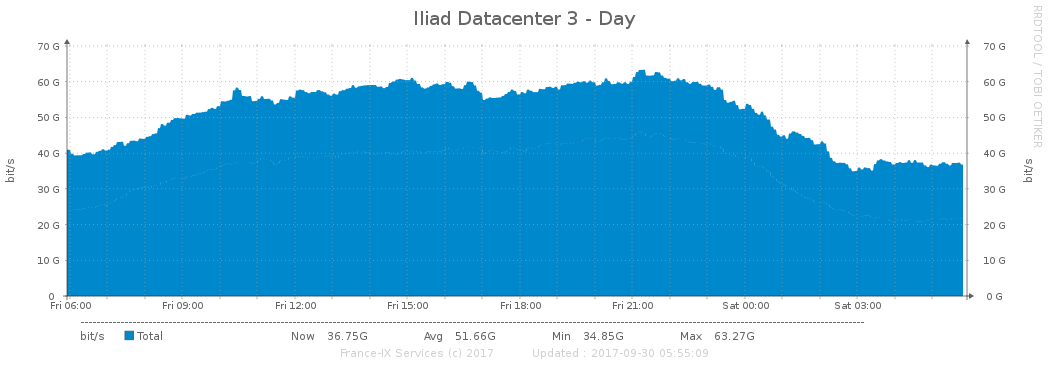 Iliad Datacenter 3 - Day
RRDTOOL / TOBI OETIKER
70 G 70 G
60 G 60 G
50 G 50 G
40 G 40 G
30 G 30 G
20 G 20 G
10 G 10 G
0 0 G
bit/s bit/s
Fri 06:00 Fri 09:00 Fri 12:00 Fri 15:00 Fri 18:00 Fri 21:00 Sat 00:00 Sat 03:00
bit/s Total Now 36.75G Avg 51.66G Min 34.85G Max 63.27G
France-IX Services (c) 2017 Updated : 2017-09-30 05:55:09